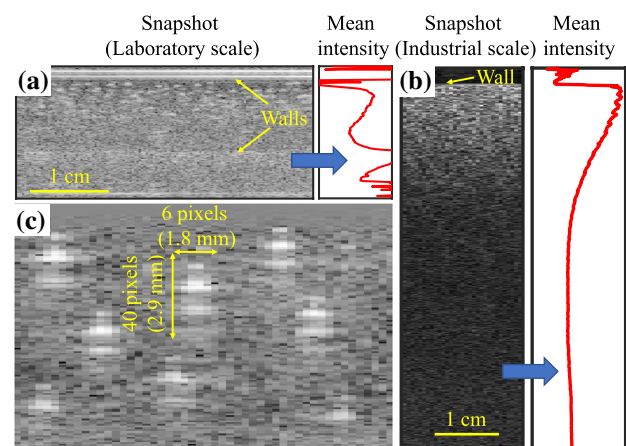 Snapshot
(Laboratory scale)
Mean
intensity
Snapshot
(Industrial scale)
Mean
intensity
(a)
Walls
1 cm
(b)
Wall
1 cm
(c)
6 pixels
(1.8 mm)
40 pixels
(2.9 mm)